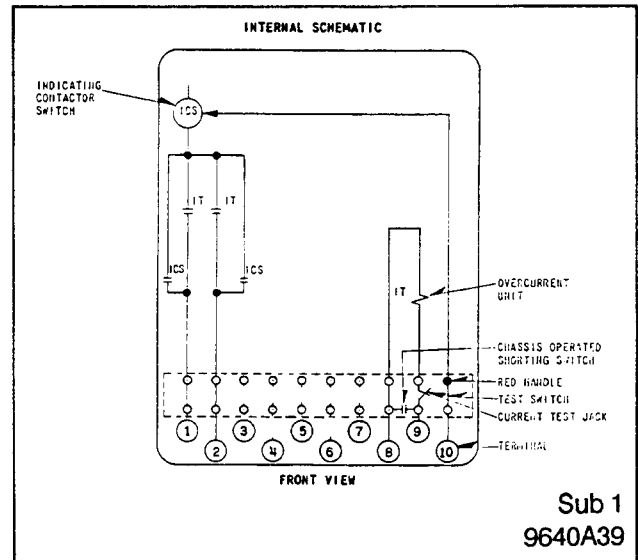 INTERNAL SCHEMATIC
INDICATING
CONTACTOR
SWITCH
ICS
IT
IT
ICS
ICS
IT
OVERCURRENT
UNIT
CHASSIS OPERATED
SHORTING SWITCH
RED HANDLE
TEST SWITCH
CURRENT TEST JACK
TERMINAL
1
2
3
4
5
6
7
8
9
10
FRONT VIEW
Sub 1
9640A39